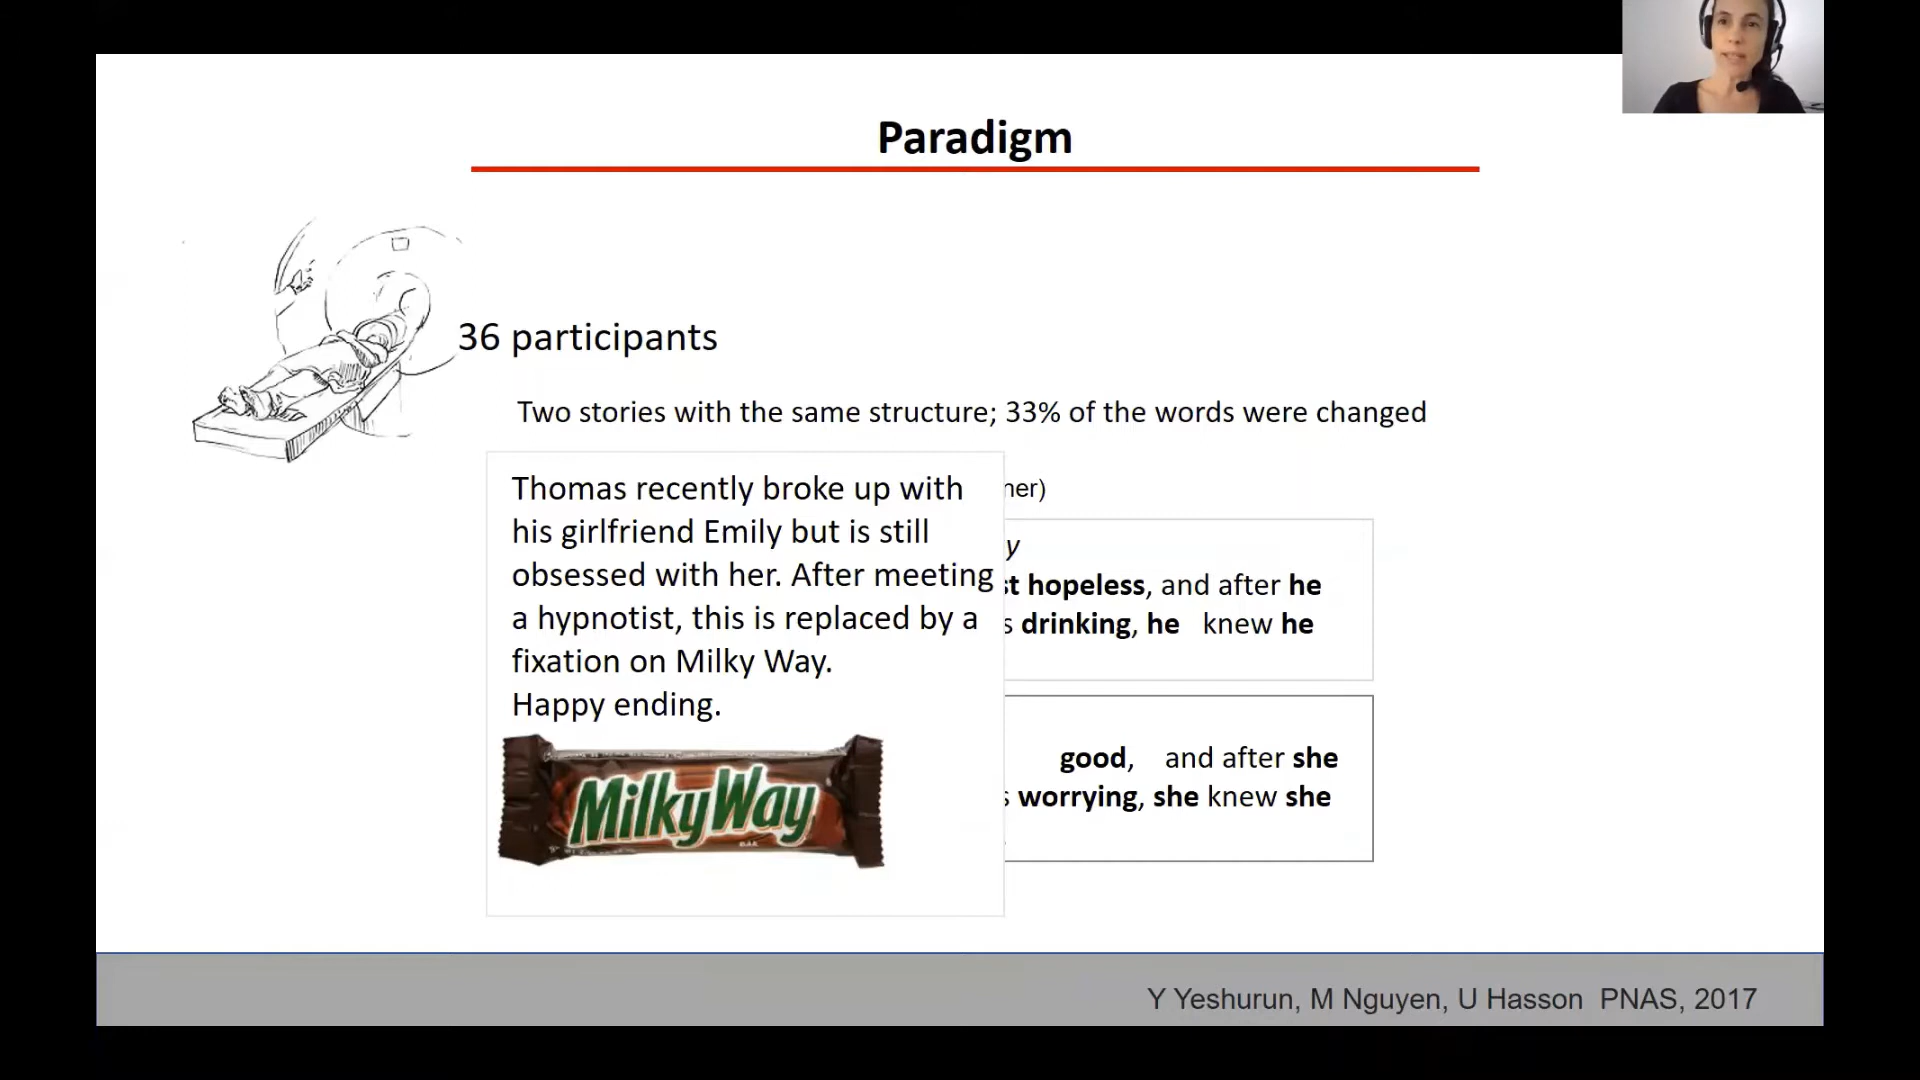 Paradigm
36 participants
Two stories with the same structure; 33% of the words were changed
Thomas recently broke up with
his girlfriend Emily but is still
obsessed with her. After meeting
a hypnotist, this is replaced by a
fixation on Milky Way.
Happy ending.
MilkyWay
BAR
hopeless, and after he
drinking, he knew he
good, and after she
worrying, she knew she
Y Yeshurun, M Nguyen, U Hasson PNAS, 2017